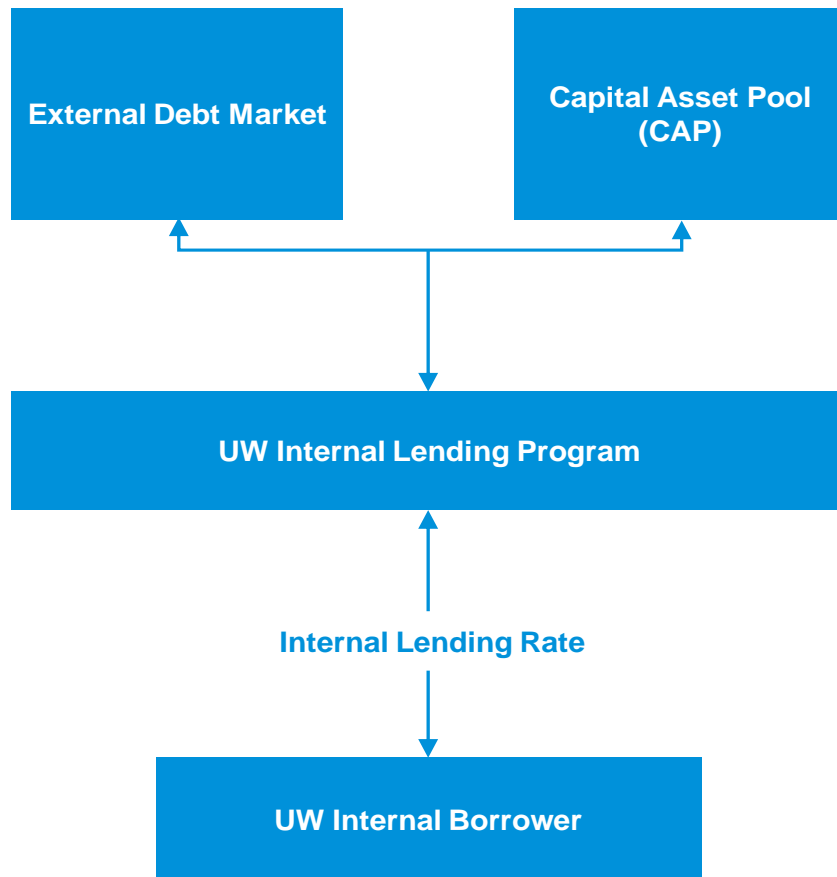 External Debt Market
Capital Asset Pool
(CAP)
UW Internal Lending Program
Internal Lending Rate
UW Internal Borrower